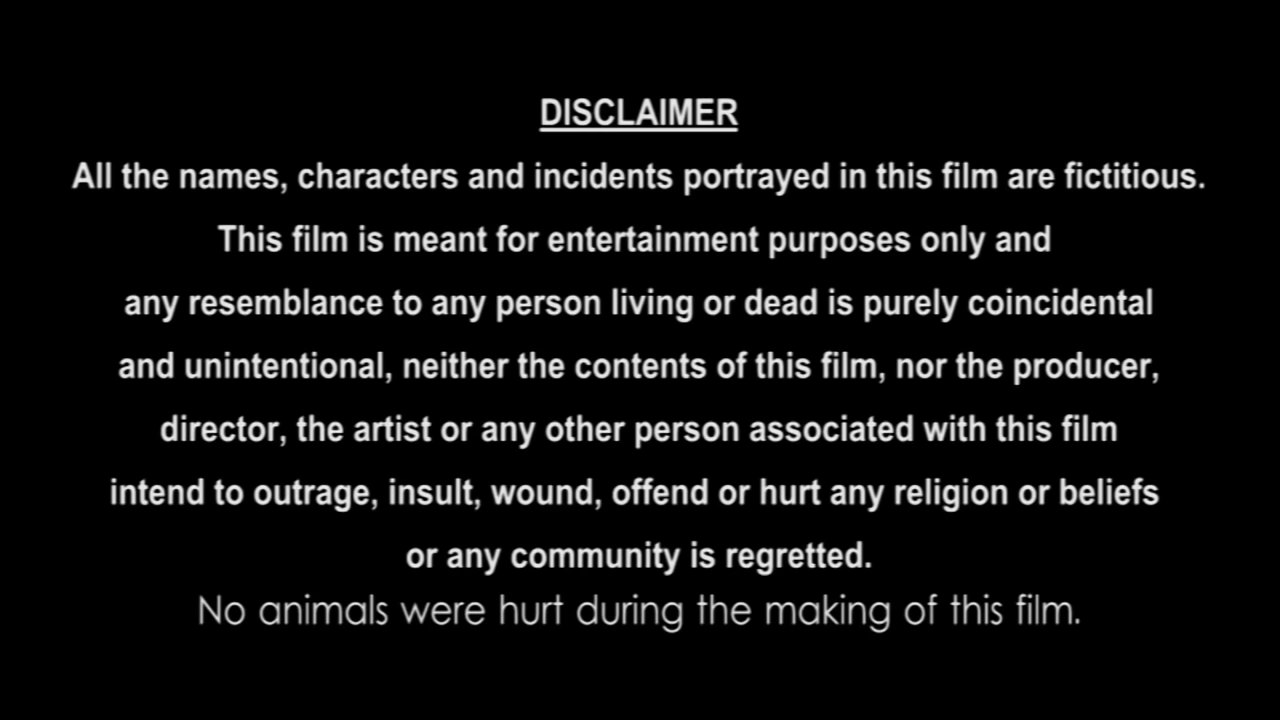 DISCLAIMER
All the names, characters and incidents portrayed in this film are fictitious.
This film is meant for entertainment purposes only and
any resemblance to any person living or dead is purely coincidental
and unintentional, neither the contents of this film, nor the producer,
director, the artist or any other person associated with this film
intend to outrage, insult, wound, offend or hurt any religion or beliefs
or any community is regretted.
No animals were hurt during the making of this film.